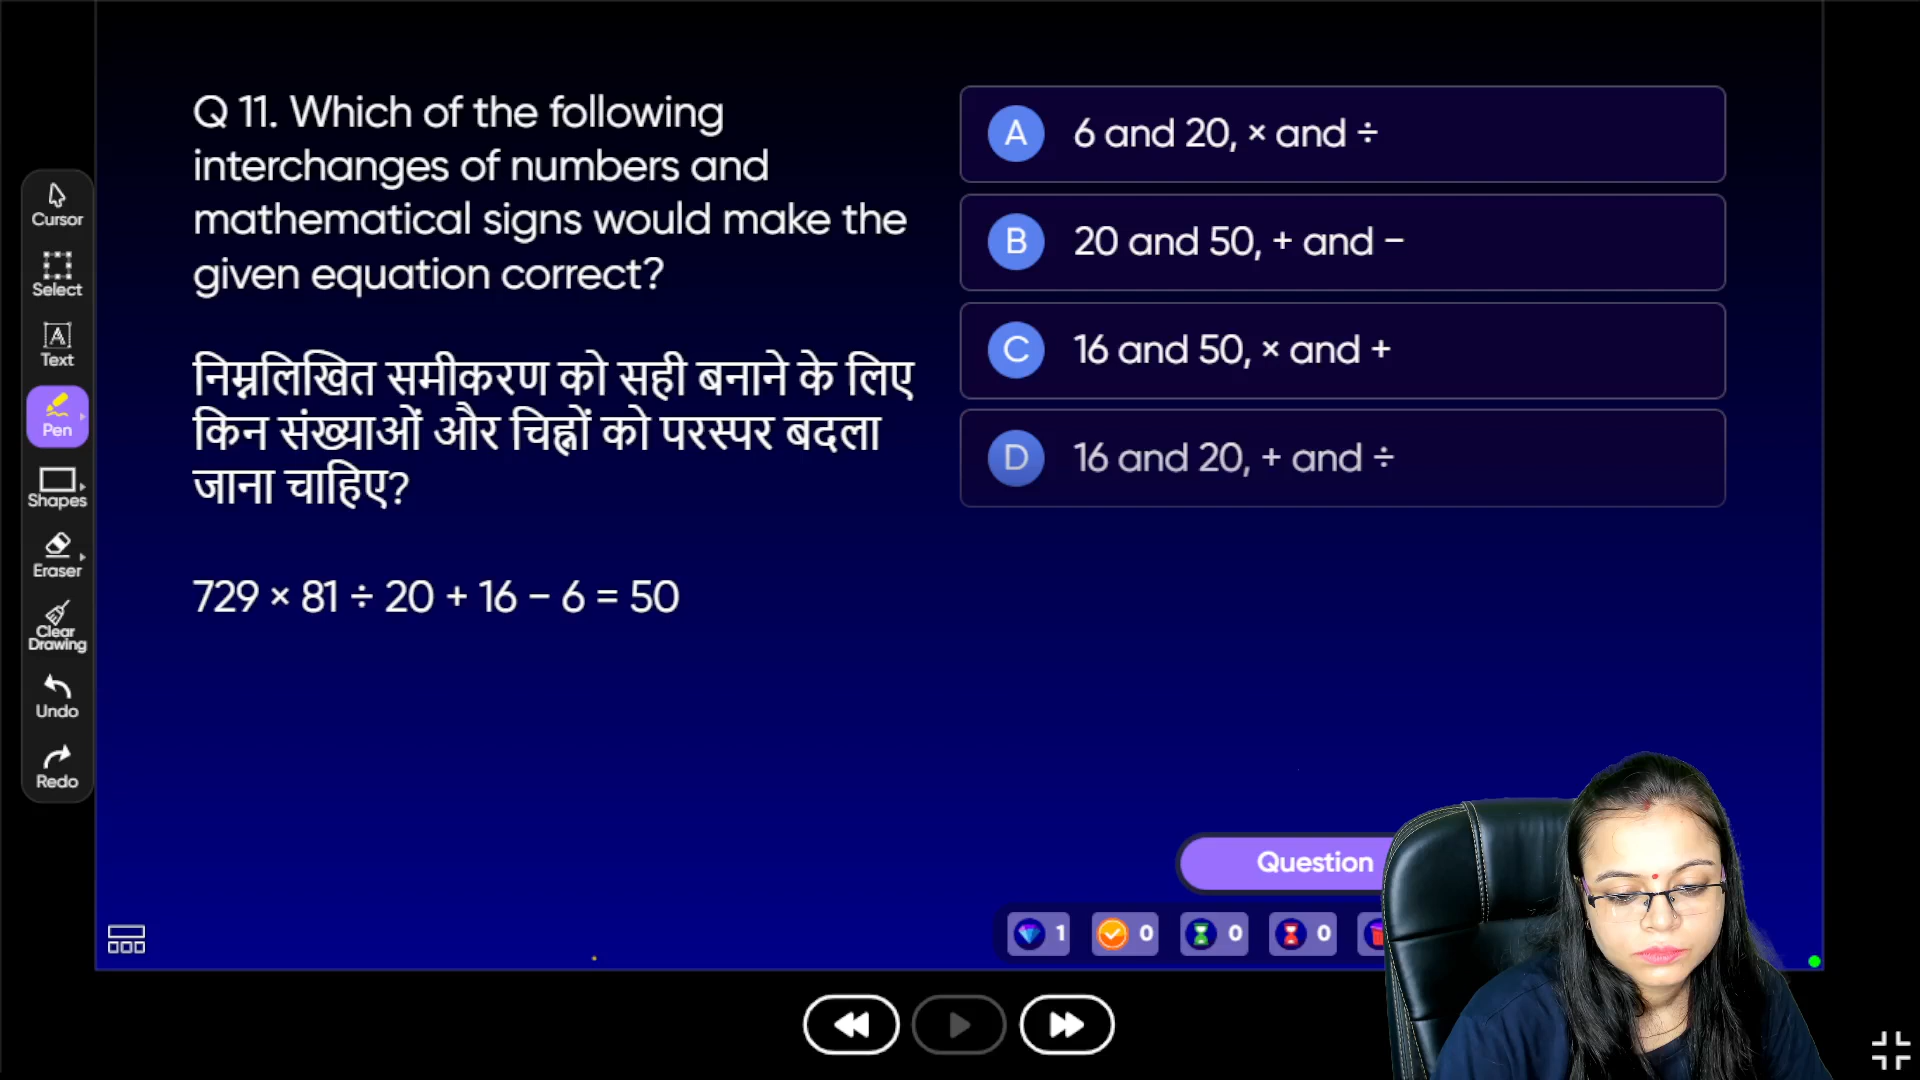 Q 11. Which of the following
interchanges of numbers and
mathematical signs would make the
given equation correct?
निम्नलिखित समीकरण को सही बनाने के लिए
किन संख्याओं और चिह्नों को परस्पर बदला
जाना चाहिए?
729 × 81 ÷ 20 + 16 − 6 = 50
A 6 and 20, × and ÷
B 20 and 50, + and −
C 16 and 50, × and +
D 16 and 20, + and ÷
Cursor
Select
A
Text
Pen
Shapes
Eraser
Clear
Drawing
Undo
Redo
Question
1 0 0 0